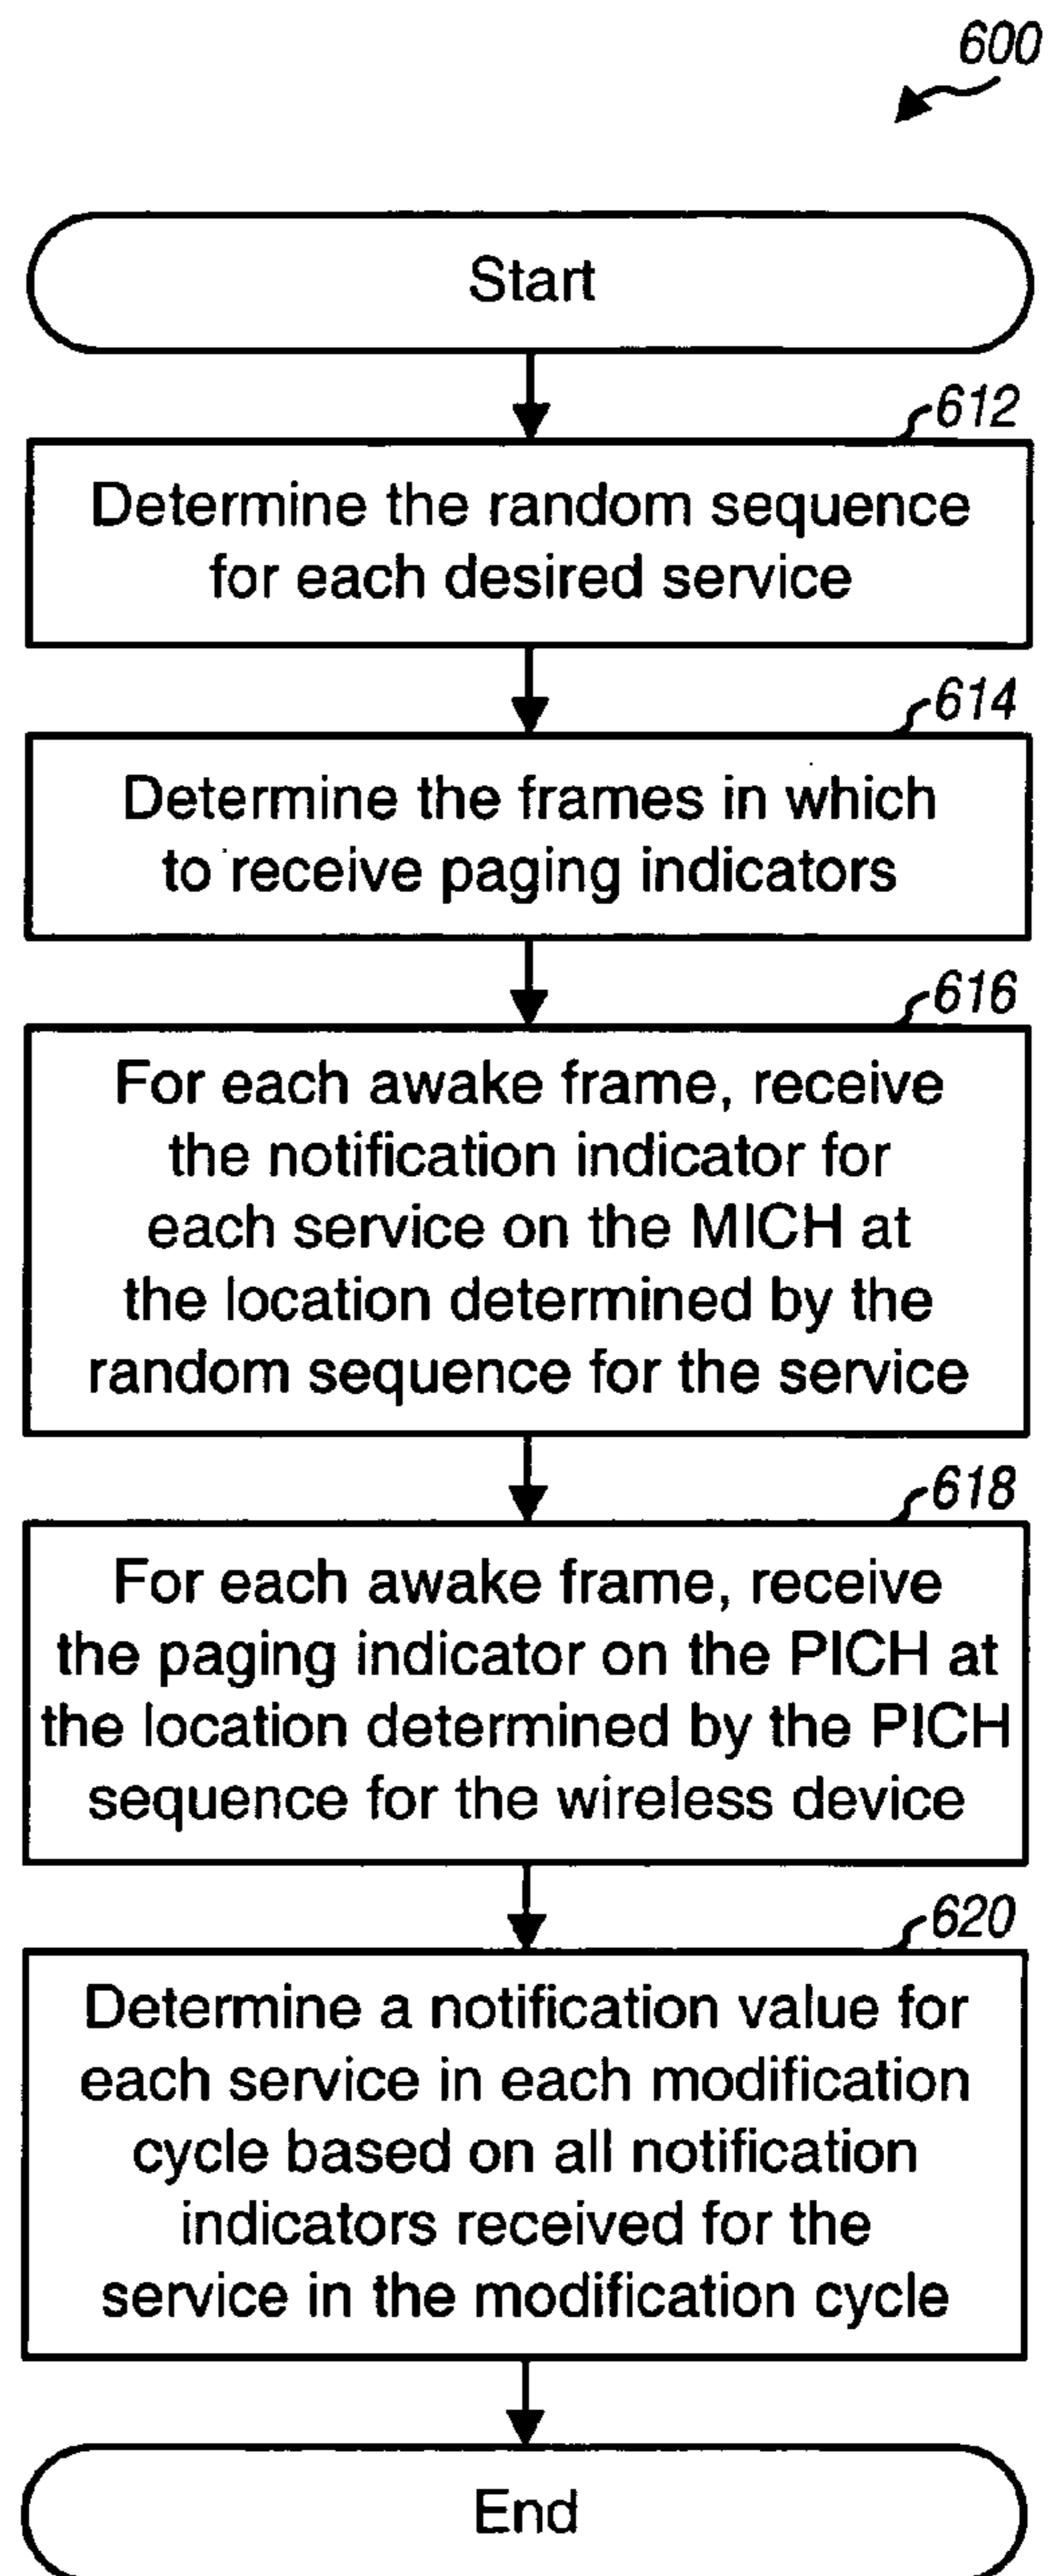 600
Start
612
Determine the random sequence
for each desired service
614
Determine the frames in which
to receive paging indicators
616
For each awake frame, receive
the notification indicator for
each service on the MICH at
the location determined by the
random sequence for the service
618
For each awake frame, receive
the paging indicator on the PICH at
the location determined by the PICH
sequence for the wireless device
620
Determine a notification value for
each service in each modification
cycle based on all notification
indicators received for the
service in the modification cycle
End